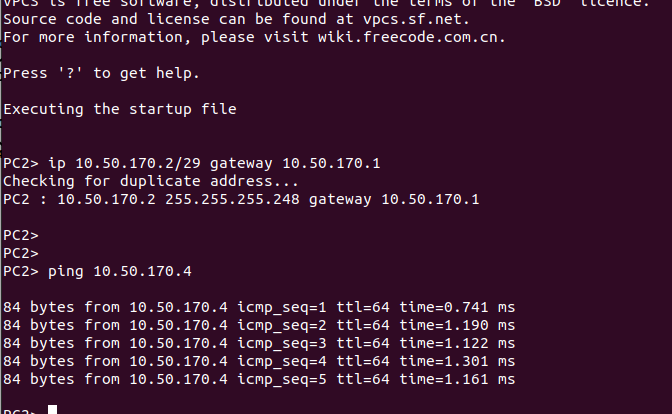 VPCS is free software, distributed under the terms of the "BSD" licence.
Source code and license can be found at vpcs.sf.net.
For more information, please visit wiki.freecode.com.cn.
Press '?' to get help.
Executing the startup file
PC2> ip 10.50.170.2/29 gateway 10.50.170.1
Checking for duplicate address...
PC2 : 10.50.170.2 255.255.255.248 gateway 10.50.170.1
PC2>
PC2>
PC2> ping 10.50.170.4
84 bytes from 10.50.170.4 icmp_seq=1 ttl=64 time=0.741 ms
84 bytes from 10.50.170.4 icmp_seq=2 ttl=64 time=1.190 ms
84 bytes from 10.50.170.4 icmp_seq=3 ttl=64 time=1.122 ms
84 bytes from 10.50.170.4 icmp_seq=4 ttl=64 time=1.301 ms
84 bytes from 10.50.170.4 icmp_seq=5 ttl=64 time=1.161 ms
PC2>